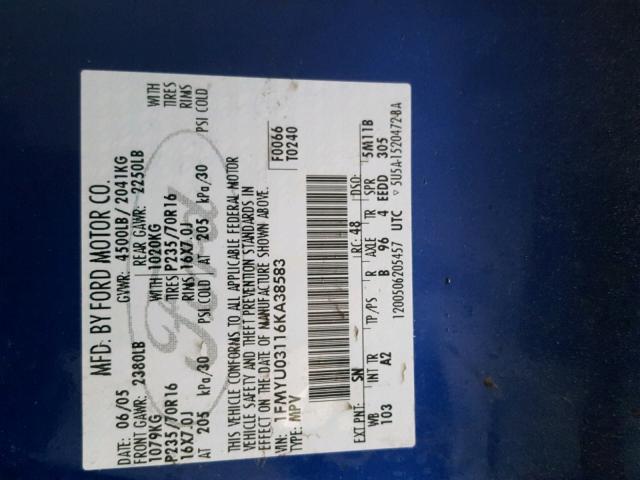 MFD. BY FORD MOTOR CO.
DATE: 06/05 GVWR: 4500LB/2041KG
FRONT GAWR: 2380LB REAR GAWR: 2250LB
1079KG WITH 1020KG WITH
P235/70R16 TIRES P235/70R16 TIRES
16X7.0J RIMS 16X7.0J RIMS
AT 205 kPa/30 PSI COLD AT 205 kPa/30 PSI COLD
THIS VEHICLE CONFORMS TO ALL APPLICABLE FEDERAL MOTOR
VEHICLE SAFETY AND THEFT PREVENTION STANDARDS IN
EFFECT ON THE DATE OF MANUFACTURE SHOWN ABOVE.
VIN: 1FMYU03116KA38583 F0066
TYPE: MPV T0240
EXT PNT: SN RC: 48 DSO:
WB INT TR TP/PS R AXLE TR SPR 5M11B
103 A2 B 96 4 EEDD 305
1200506205457 UTC ▿5U5A-1520472-BA
Ford